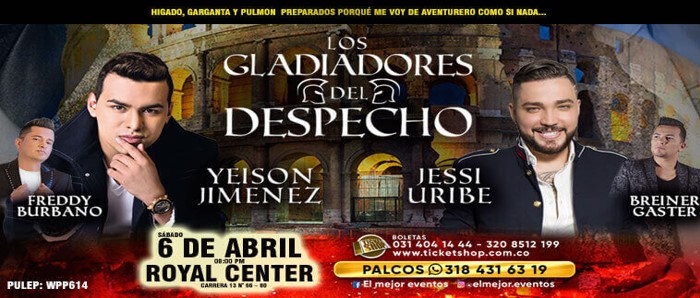 HIGADO, GARGANTA Y PULMON PREPARADOS PORQUÉ ME VOY DE AVENTURERO COMO SI NADA...
LOS
GLADIADORES
DEL
DESPECHO
FREDDY
BURBANO
YEISON
JIMENEZ
JESSI
URIBE
BREINER
GASTER
SÁBADO
6 DE ABRIL
08:00 PM
ROYAL CENTER
CARRERA 13 Nº 66 - 80
BOLETAS
031 404 14 44 - 320 8512 199
www.ticketshop.com.co
PALCOS 318 431 63 19
El mejor eventos elmejor.eventos
PULEP: WPP614